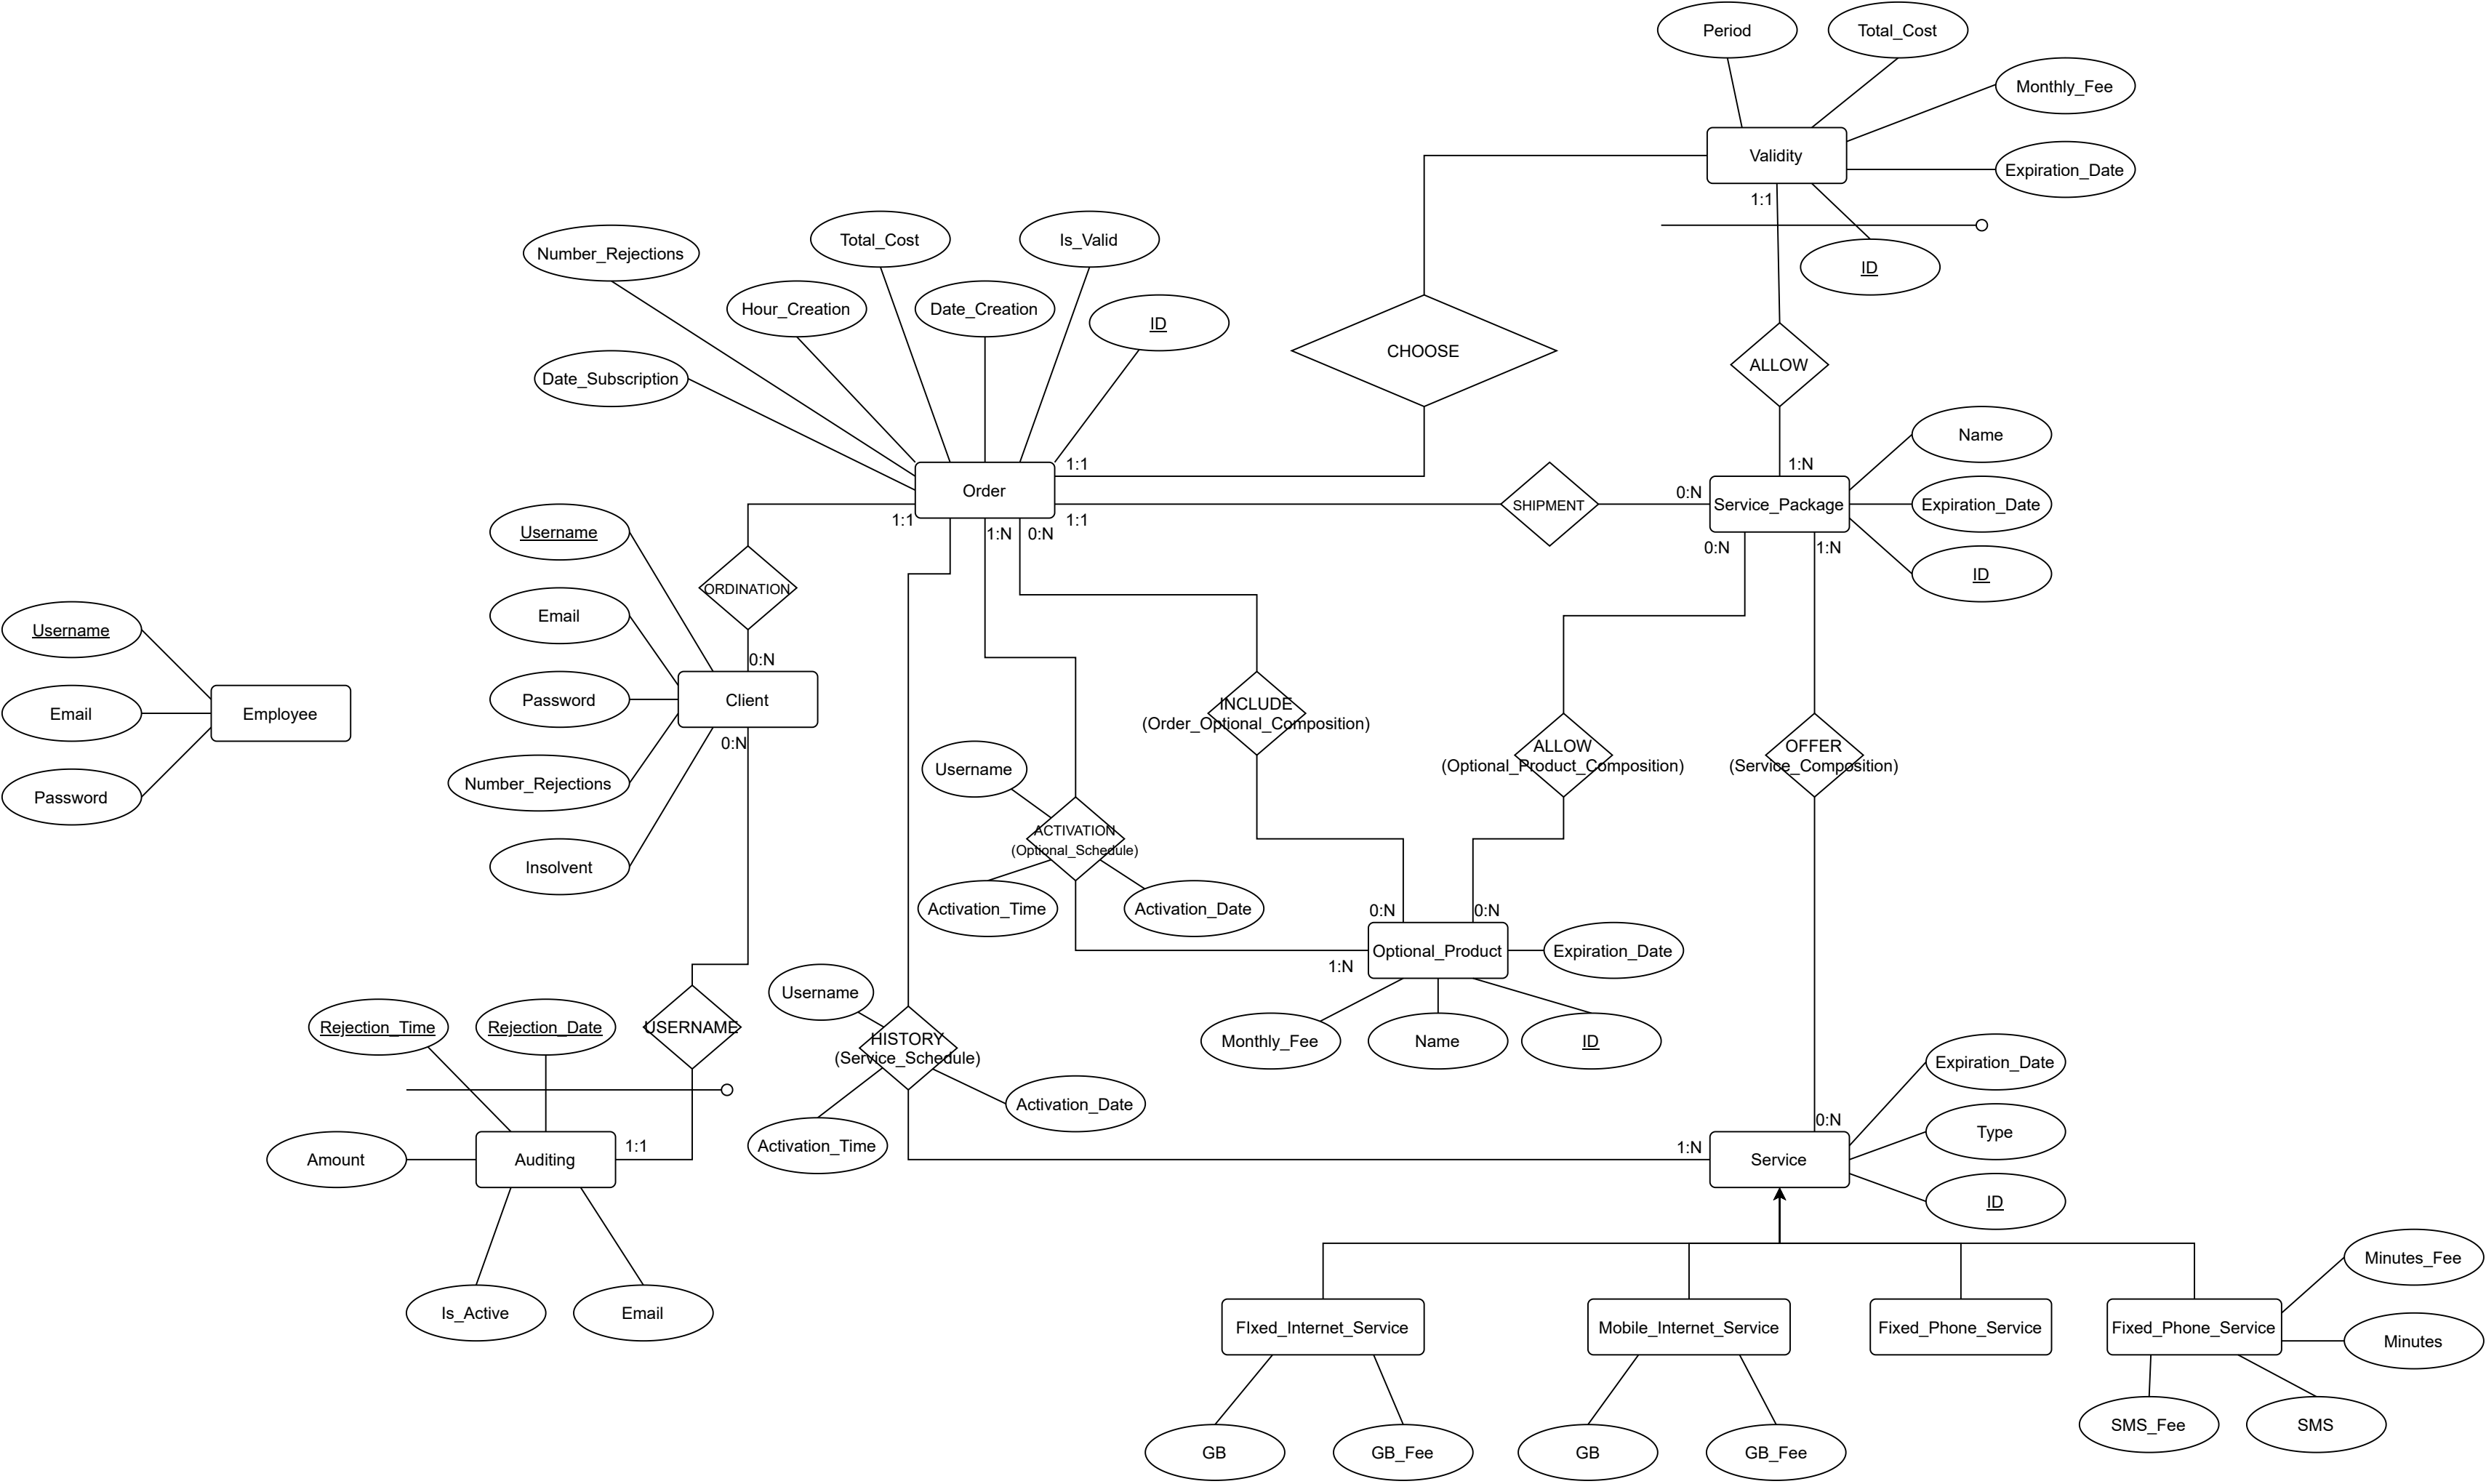 Period
Total_Cost
Monthly_Fee
Validity
Expiration_Date
1:1
ID
Number_Rejections
Total_Cost
Is_Valid
Hour_Creation
Date_Creation
ID
Date_Subscription
CHOOSE
ALLOW
Name
1:1
1:N
Order
0:N
Service_Package
Expiration_Date
SHIPMENT
1:1
1:1
1:N
0:N
0:N
1:N
Username
ID
ORDINATION
Email
Username
0:N
Password
Client
Email
Employee
0:N
INCLUDE
(Order_Optional_Composition)
ALLOW
(Optional_Product_Composition)
OFFER
(Service_Composition)
Username
Number_Rejections
Password
ACTIVATION
(Optional_Schedule)
Insolvent
Activation_Time
Activation_Date
0:N
0:N
Optional_Product
Expiration_Date
1:N
Username
Rejection_Time
Rejection_Date
USERNAME
HISTORY
(Service_Schedule)
Monthly_Fee
Name
ID
Expiration_Date
Activation_Date
0:N
Type
Activation_Time
1:1
1:N
Amount
Auditing
Service
ID
Minutes_Fee
Is_Active
Email
FIxed_Internet_Service
Mobile_Internet_Service
Fixed_Phone_Service
Fixed_Phone_Service
Minutes
SMS_Fee
SMS
GB
GB_Fee
GB
GB_Fee